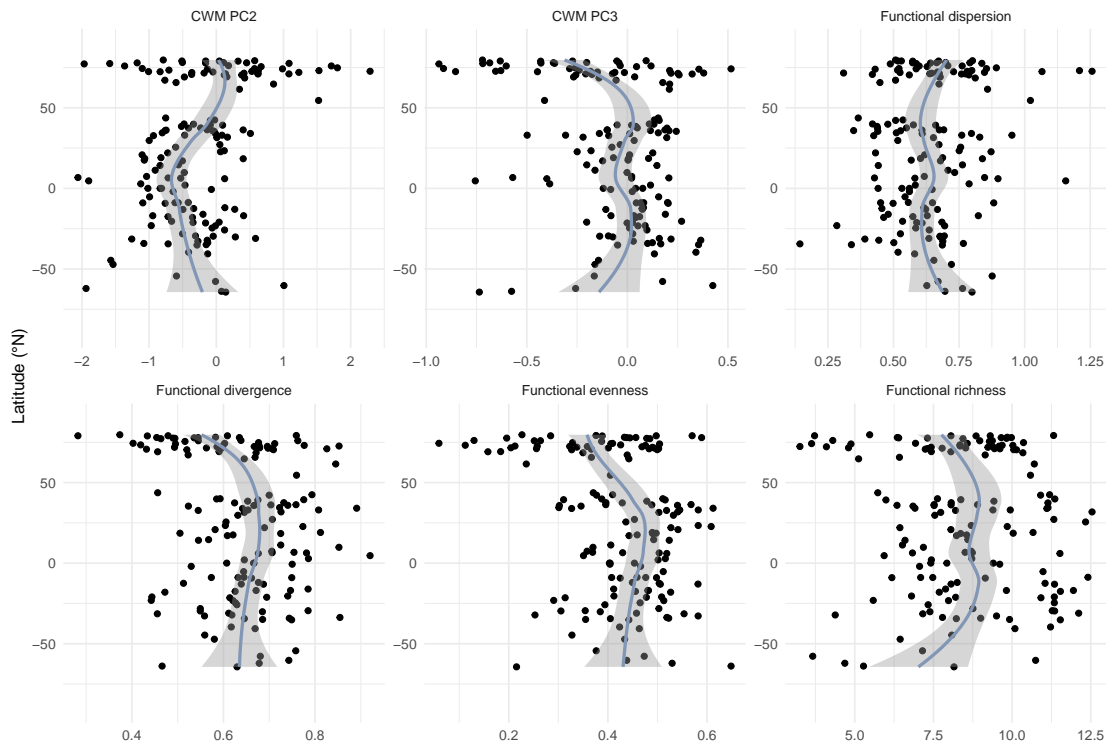 CWM PC2 CWM PC3 Functional dispersion
50 50 50
0 0 0
−50 −50 −50
−2 −1 0 1 2 −1.0 −0.5 0.0 0.5 0.25 0.50 0.75 1.00 1.25
Latitude (°N)
Functional divergence Functional evenness Functional richness
50 50 50
0 0 0
−50 −50 −50
0.4 0.6 0.8 0.2 0.4 0.6 5.0 7.5 10.0 12.5